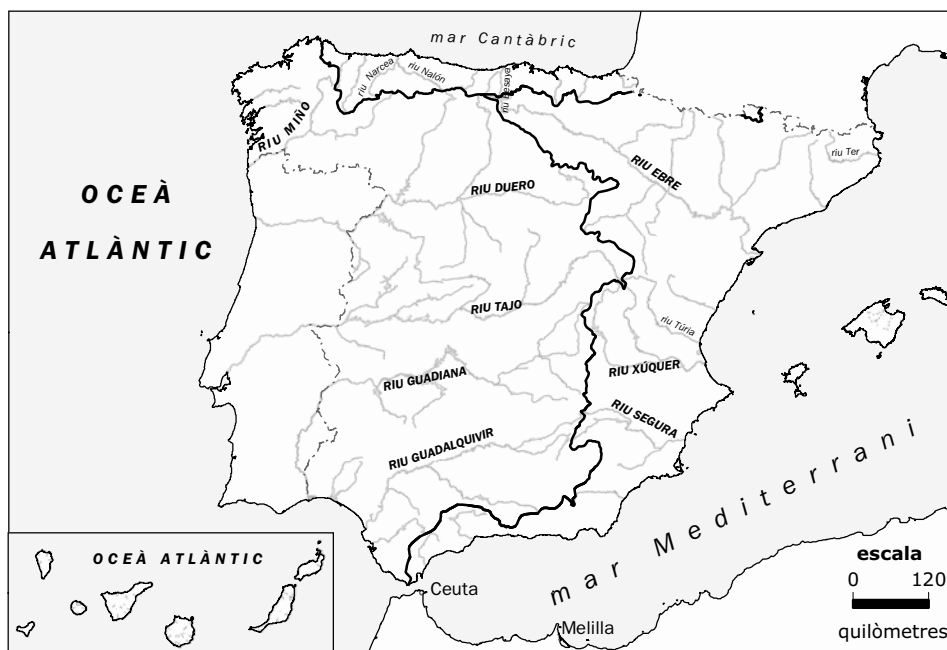 mar Cantàbric
riu Narcea
riu Nalón
riu Besaya
RIU MIÑO
riu Ter
RIU EBRE
RIU DUERO
OCEÀ
ATLÀNTIC
RIU TAJO
riu Túria
RIU XÚQUER
RIU GUADIANA
RIU SEGURA
RIU GUADALQUIVIR
mar Mediterrani
OCEÀ ATLÀNTIC
escala
0 120
quilòmetres
Ceuta
Melilla